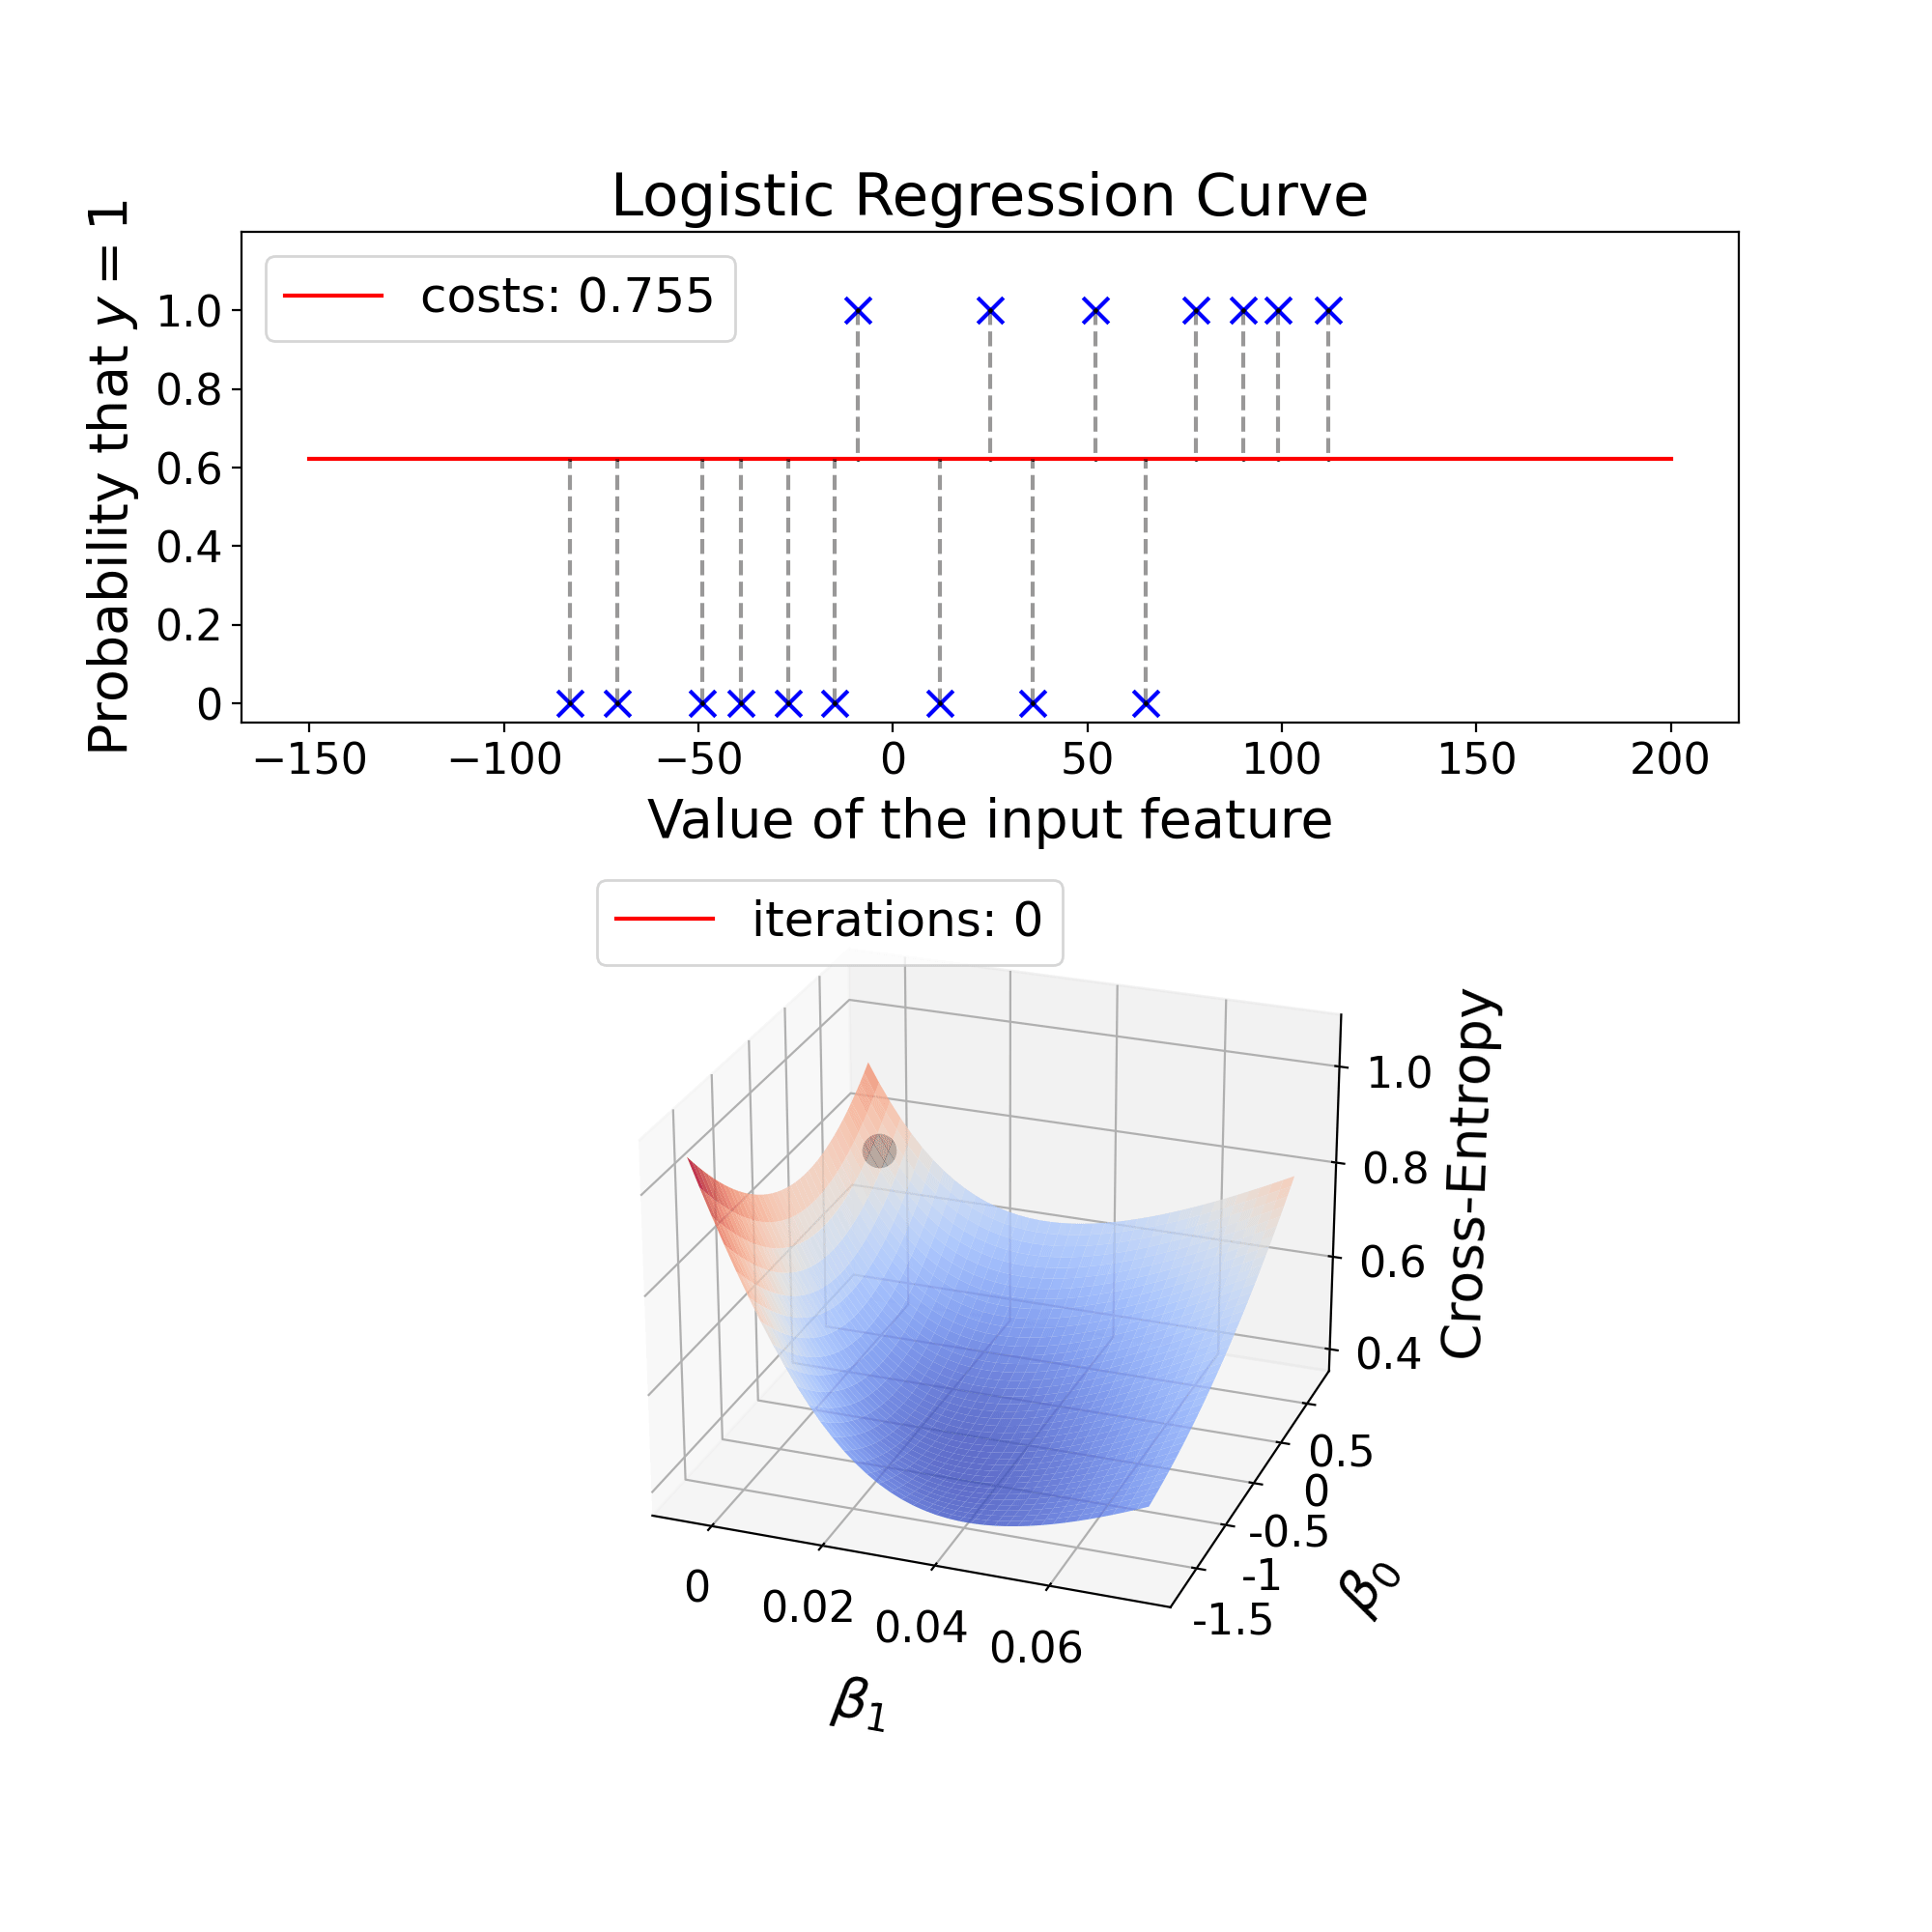 Logistic Regression Curve
Probability that y = 1
costs: 0.755
1.0
0.8
0.6
0.4
0.2
0
−150 −100 −50 0 50 100 150 200
Value of the input feature
iterations: 0
Cross-Entropy
1.0
0.8
0.6
0.4
0.5
0
-0.5
-1
-1.5
β0
0 0.02 0.04 0.06
β1